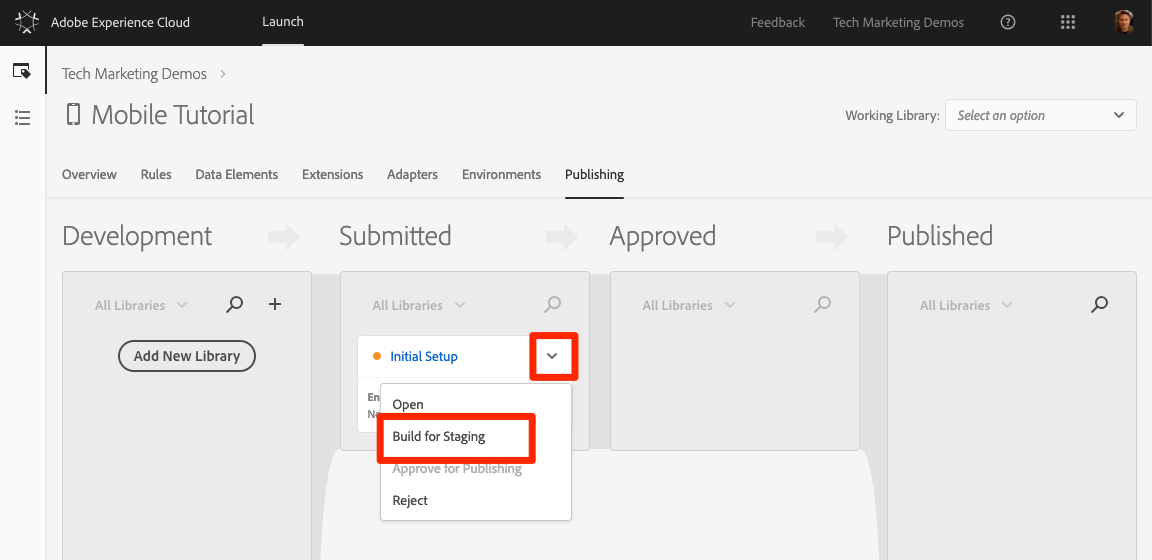 Adobe Experience Cloud
Launch
Feedback
Tech Marketing Demos
Tech Marketing Demos
Mobile Tutorial
Working Library:
Select an option
Overview
Rules
Data Elements
Extensions
Adapters
Environments
Publishing
Development
Submitted
Approved
Published
All Libraries
All Libraries
All Libraries
All Libraries
Add New Library
Initial Setup
Open
Build for Staging
Approve for Publishing
Reject